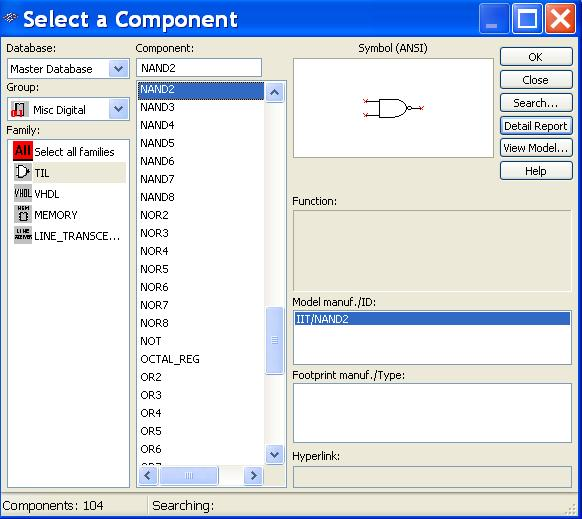 Select a Component
Database:
Master Database
Group:
Misc Digital
Family:
All Select all families
TIL
VHDL VHDL
MEM MEMORY
LINE_TRANSCE...
Component:
NAND2
NAND2
NAND3
NAND4
NAND5
NAND6
NAND7
NAND8
NOR2
NOR3
NOR4
NOR5
NOR6
NOR7
NOR8
NOT
OCTAL_REG
OR2
OR3
OR4
OR5
OR6
Symbol (ANSI)
OK
Close
Search...
Detail Report
View Model...
Help
Function:
Model manuf./ID:
IIT/NAND2
Footprint manuf./Type:
Hyperlink:
Components: 104
Searching: